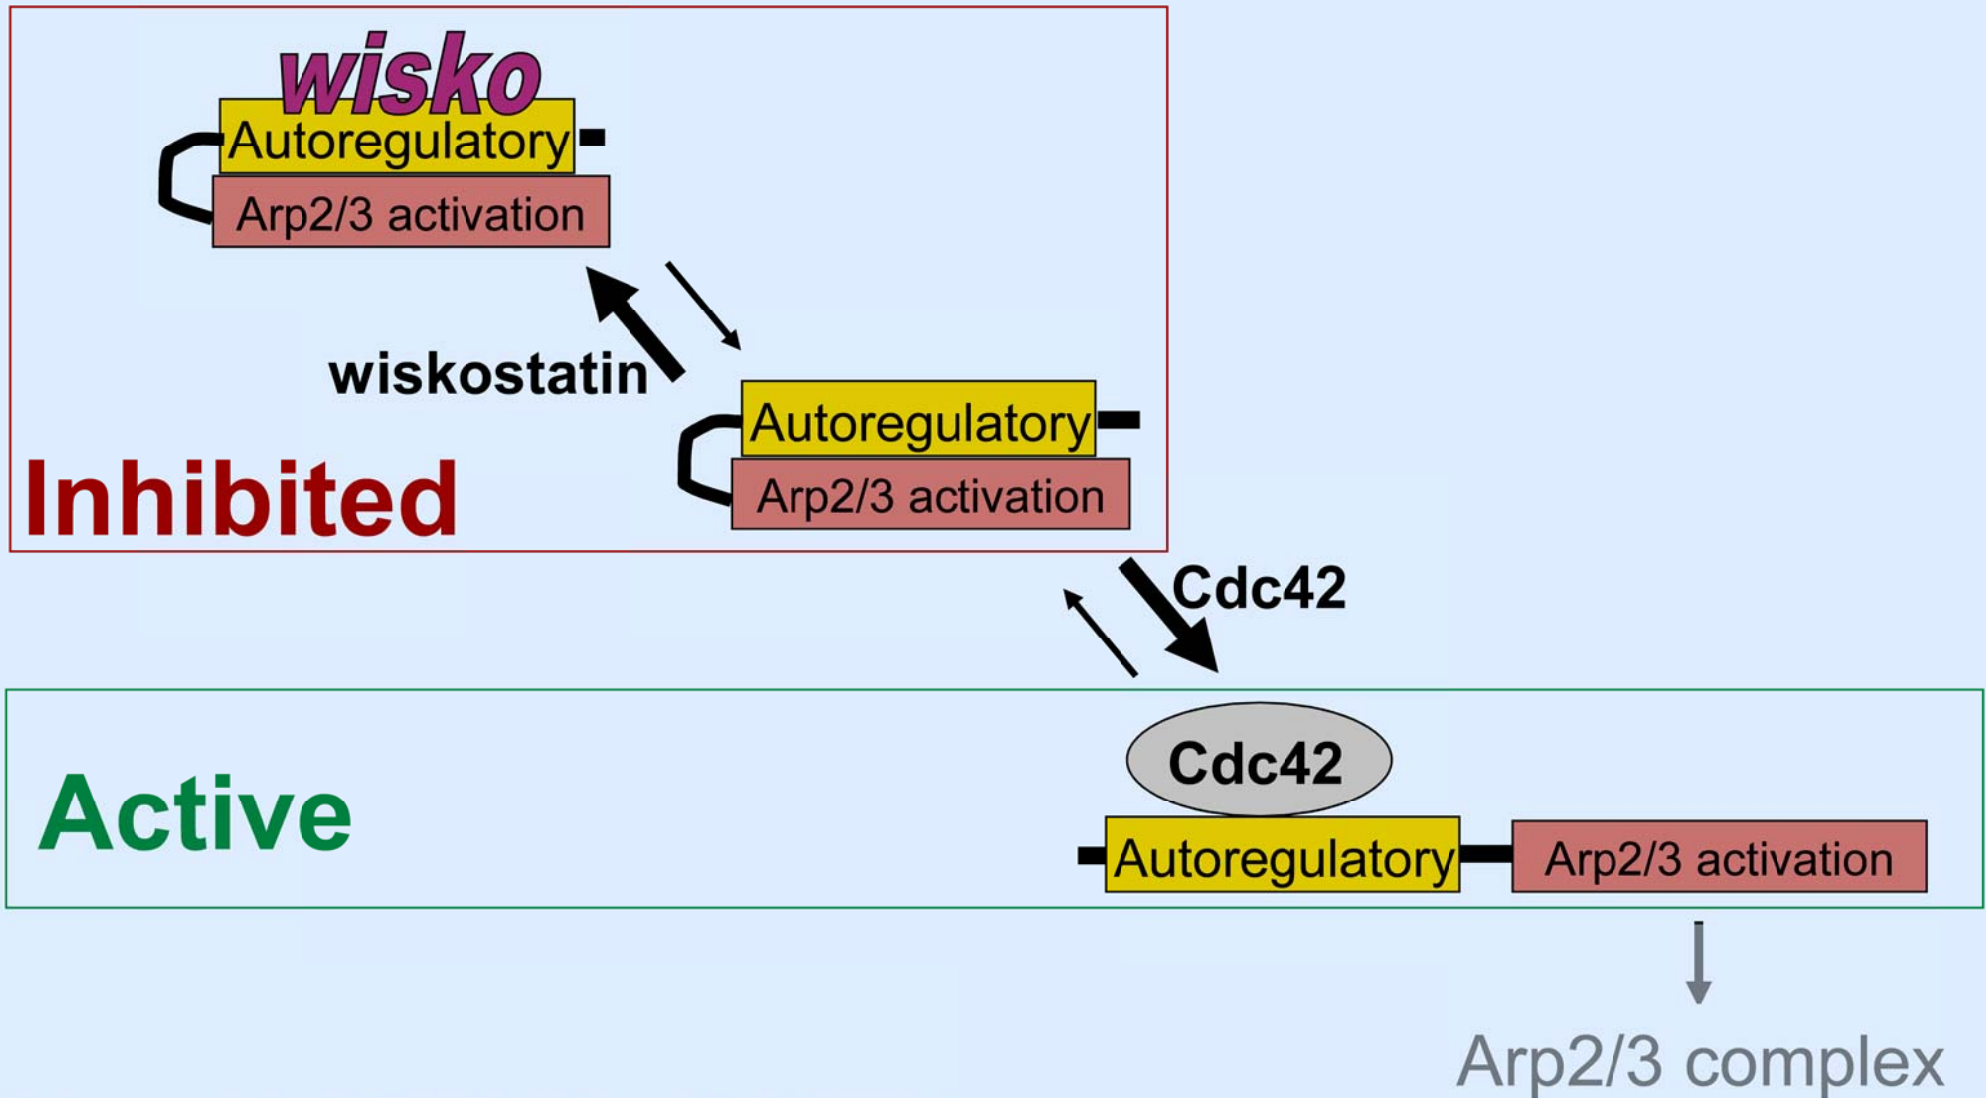 wisko
Autoregulatory
Arp2/3 activation
wiskostatin
Autoregulatory
Arp2/3 activation
Inhibited
Cdc42
Cdc42
Active
Autoregulatory
Arp2/3 activation
Arp2/3 complex